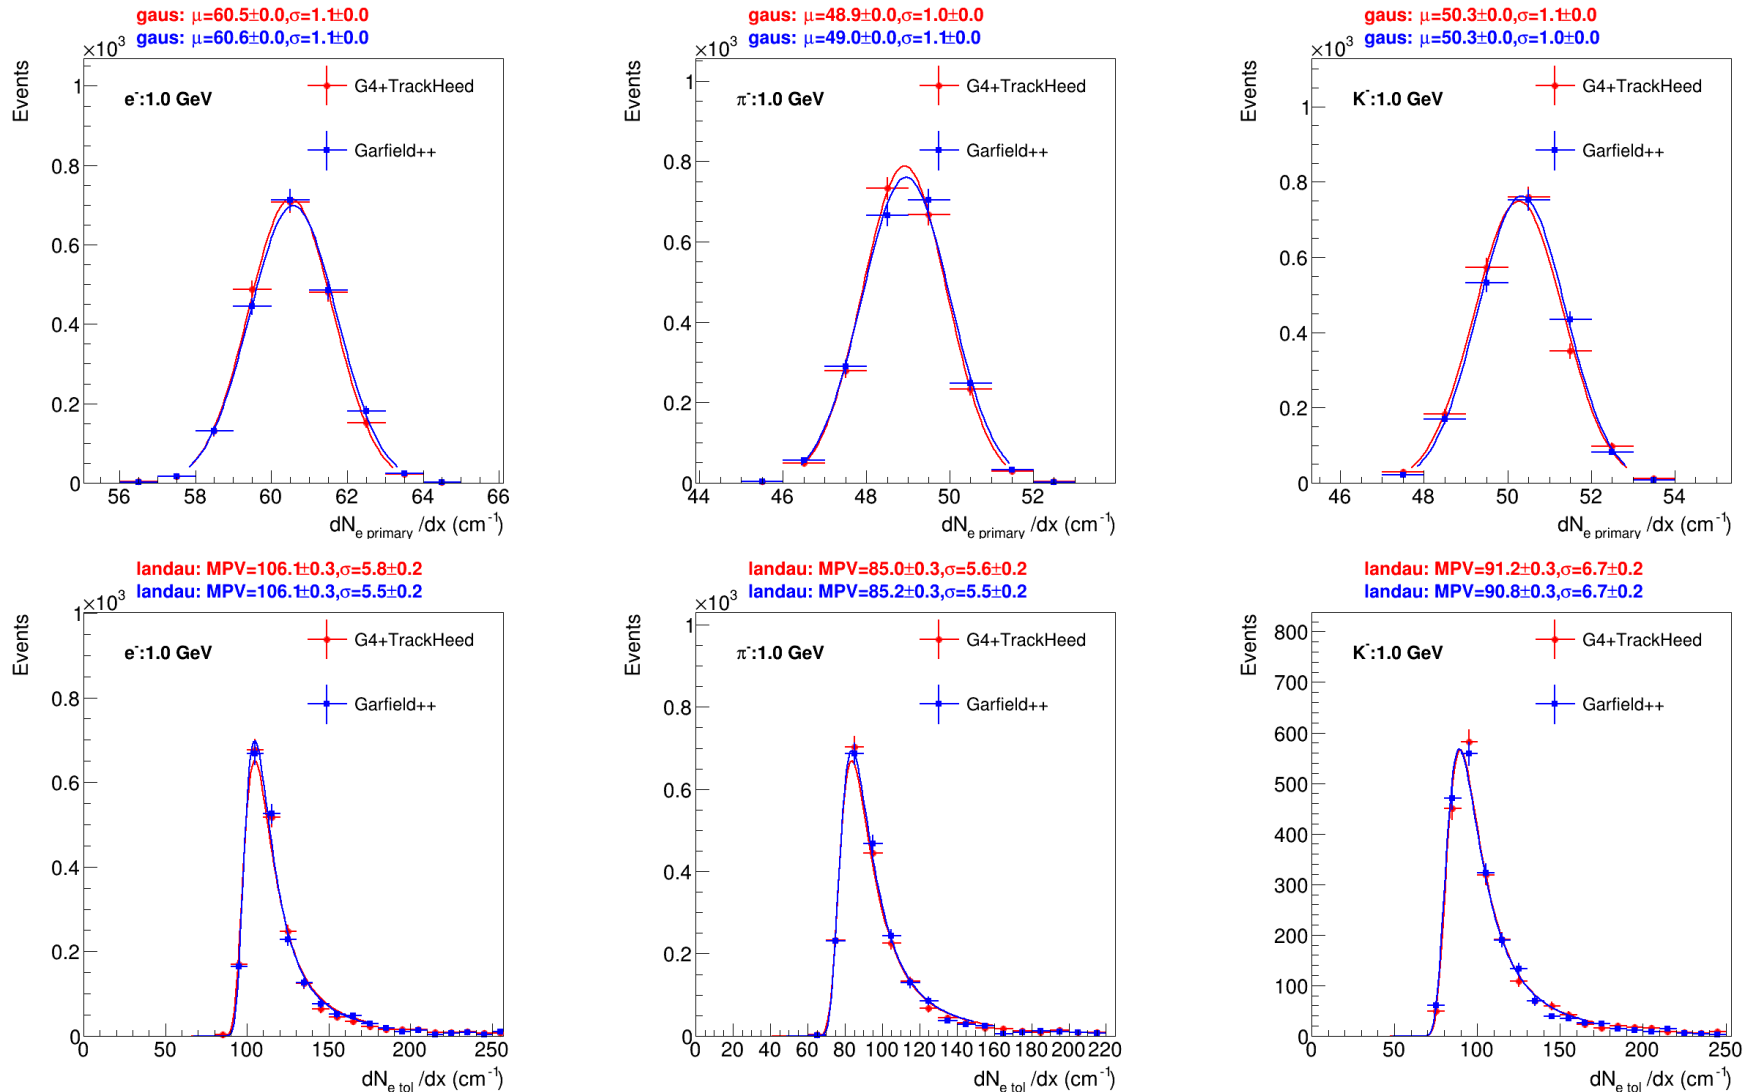 gaus: μ=60.5±0.0,σ=1.1±0.0
gaus: μ=60.6±0.0,σ=1.1±0.0
×10³
Events
e⁻:1.0 GeV
G4+TrackHeed
Garfield++
1
0.8
0.6
0.4
0.2
0
56 58 60 62 64 66
dNe primary /dx (cm⁻¹)
gaus: μ=48.9±0.0,σ=1.0±0.0
gaus: μ=49.0±0.0,σ=1.1±0.0
×10³
Events
π⁻:1.0 GeV
G4+TrackHeed
Garfield++
1
0.8
0.6
0.4
0.2
0
44 46 48 50 52
dNe primary /dx (cm⁻¹)
gaus: μ=50.3±0.0,σ=1.1±0.0
gaus: μ=50.3±0.0,σ=1.0±0.0
×10³
Events
K⁻:1.0 GeV
G4+TrackHeed
Garfield++
1
0.8
0.6
0.4
0.2
0
46 48 50 52 54
dNe primary /dx (cm⁻¹)
landau: MPV=106.1±0.3,σ=5.8±0.2
landau: MPV=106.1±0.3,σ=5.5±0.2
×10³
Events
e⁻:1.0 GeV
G4+TrackHeed
Garfield++
1
0.8
0.6
0.4
0.2
0
0 50 100 150 200 250
dNe tol /dx (cm⁻¹)
landau: MPV=85.0±0.3,σ=5.6±0.2
landau: MPV=85.2±0.3,σ=5.5±0.2
×10³
Events
π⁻:1.0 GeV
G4+TrackHeed
Garfield++
1
0.8
0.6
0.4
0.2
0
0 20 40 60 80 100 120 140 160 180 200 220
dNe tol /dx (cm⁻¹)
landau: MPV=91.2±0.3,σ=6.7±0.2
landau: MPV=90.8±0.3,σ=6.7±0.2
Events
K⁻:1.0 GeV
G4+TrackHeed
Garfield++
800
700
600
500
400
300
200
100
0
0 50 100 150 200 250
dNe tol /dx (cm⁻¹)